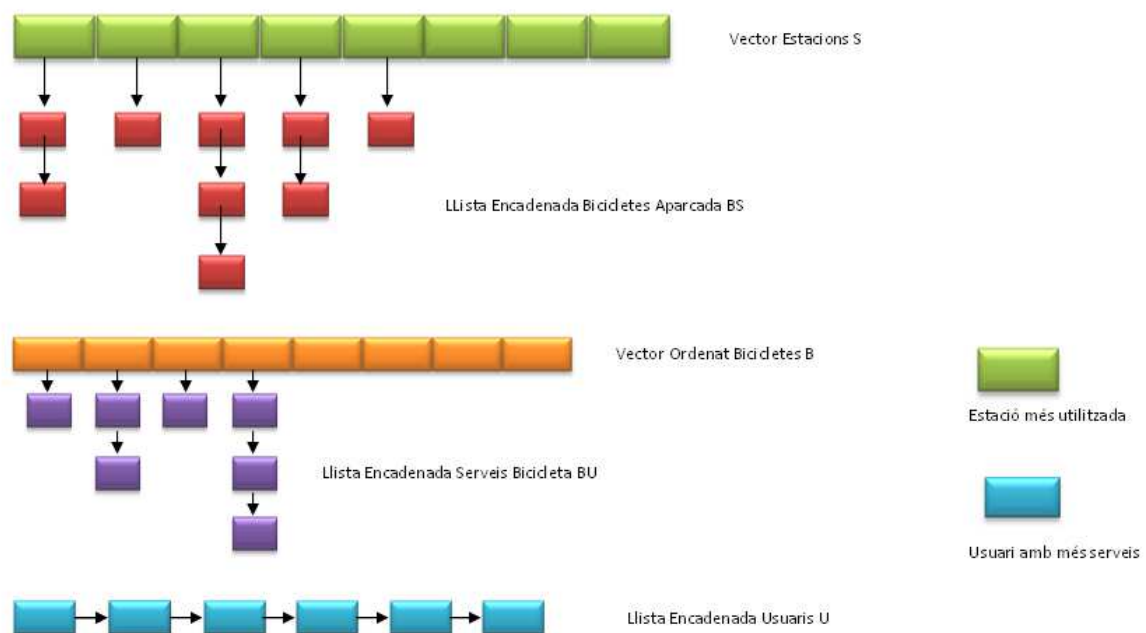 Vector Estacions S
LLista Encadenada Bicicletes Aparcada BS
Vector Ordenat Bicicletes B
Estació més utilitzada
Llista Encadenada Serveis Bicicleta BU
Usuari amb més serveis
Llista Encadenada Usuaris U